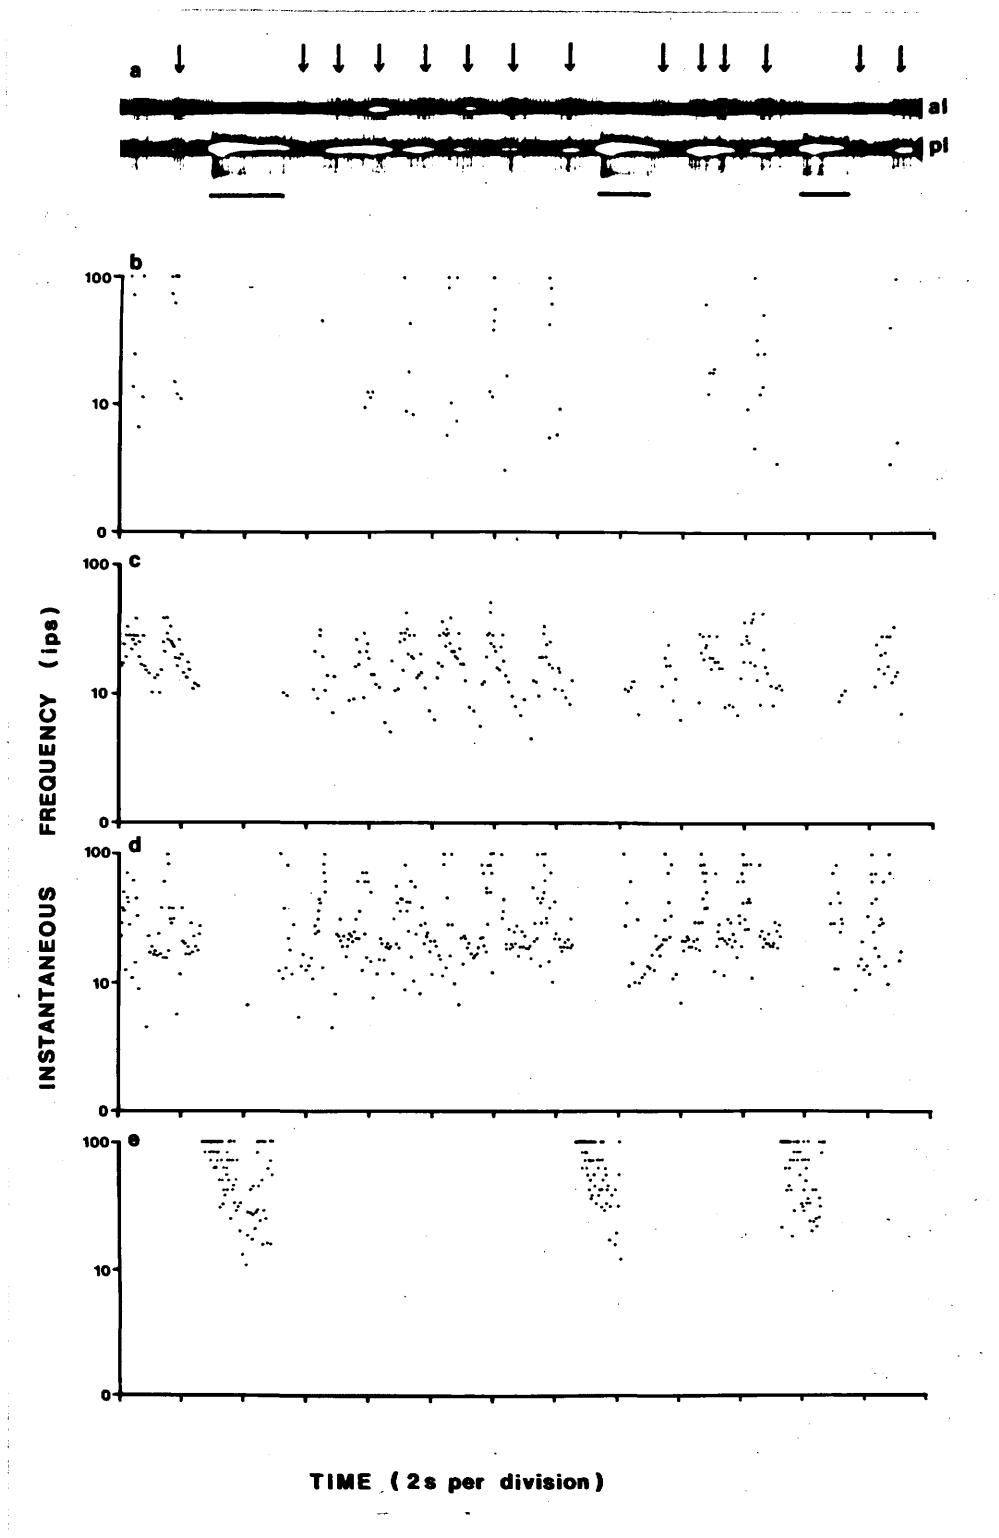 a
al
pl
b
100
10
0
c
100
10
0
d
100
10
0
e
100
10
0
INSTANTANEOUS FREQUENCY (ips)
TIME (2s per division)